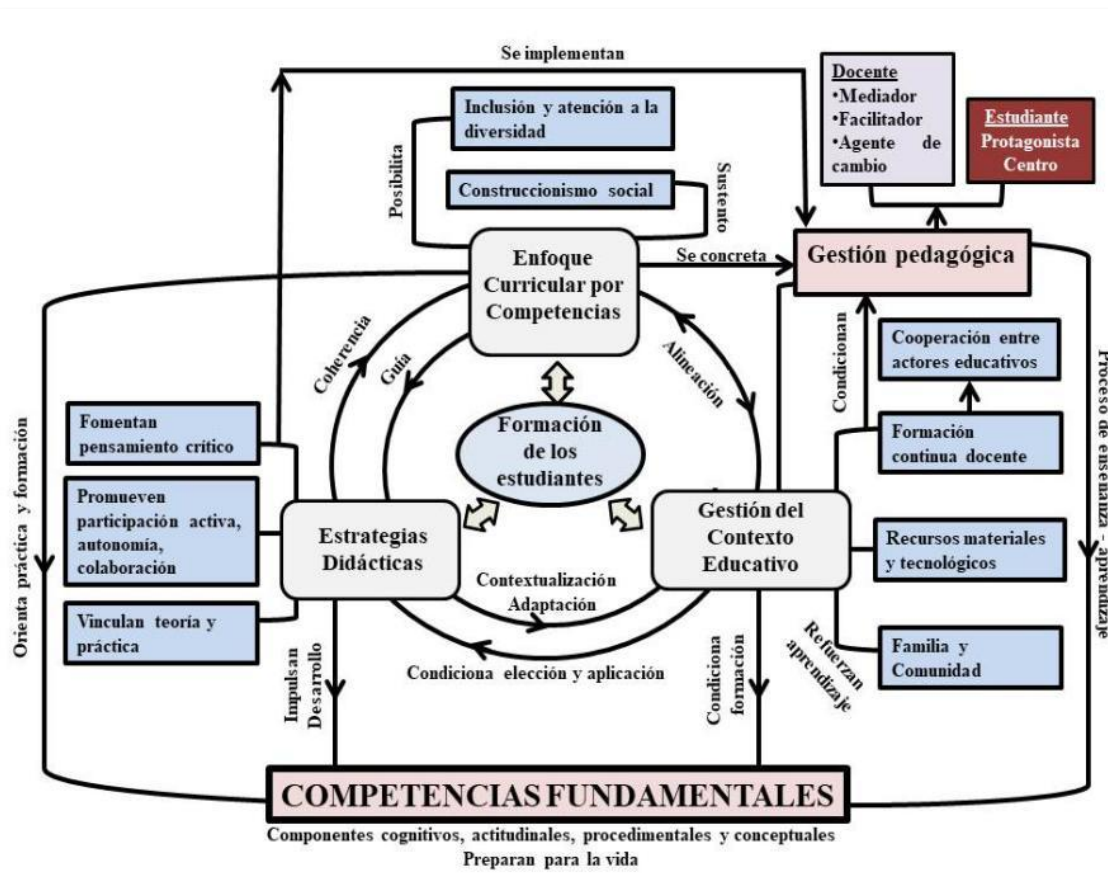 Se implementan
Docente
•Mediador
•Facilitador
•Agente de
cambio
Estudiante
Protagonista
Centro
Inclusión y atención a la
diversidad
Posibilita
Construccionismo social
Sustento
Enfoque
Curricular por
Competencias
Se concreta
Gestión pedagógica
Coherencia
Guía
Alineación
Condicionan
Cooperación entre
actores educativos
Fomentan
pensamiento crítico
Formación
de los
estudiantes
Formación
continua docente
Orienta práctica y formación
Proceso de ensenanza - aprendizaje
Promueven
participación activa,
autonomía,
colaboración
Estrategias
Didácticas
Gestión del
Contexto
Educativo
Recursos materiales
y tecnológicos
Contextualización
Adaptación
Vinculan teoría y
práctica
Condiciona elección y aplicación
Refuerzan
aprendizaje
Familia y
Comunidad
Impulsan
Desarrollo
Condiciona
formación
COMPETENCIAS FUNDAMENTALES
Componentes cognitivos, actitudinales, procedimentales y conceptuales
Preparan para la vida